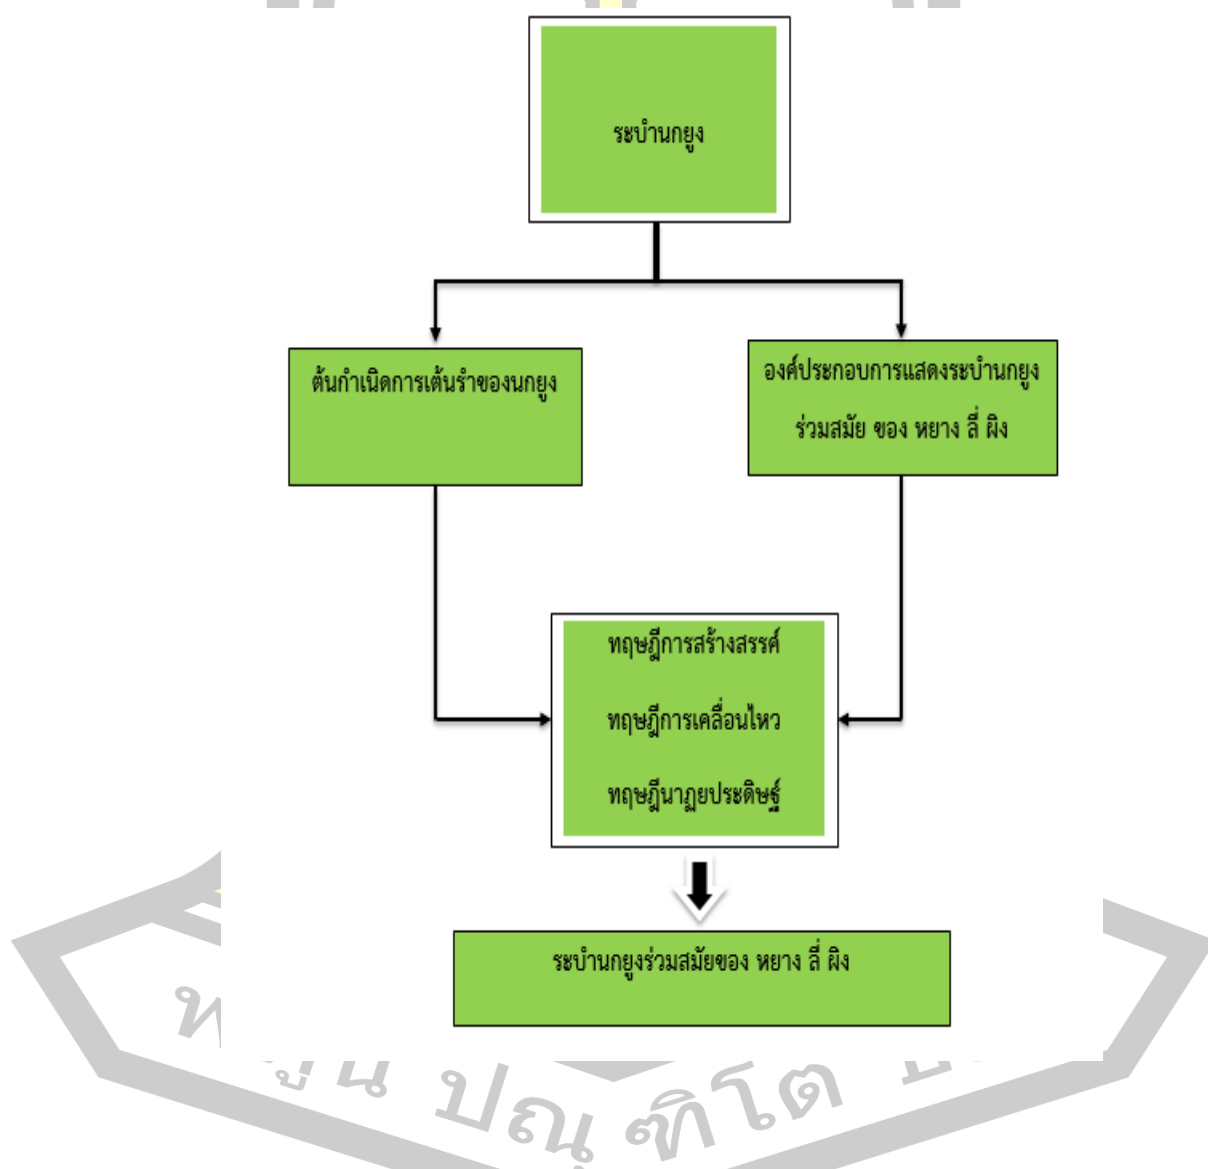 ระบำนกยูง
ต้นกำเนิดการเต้นรำของนกยูง
องค์ประกอบการแสดงระบำนกยูง
ร่วมสมัย ของ หยาง ลี่ ผิง
ทฤษฎีการสร้างสรรค์
ทฤษฎีการเคลื่อนไหว
ทฤษฎีนาฏยประดิษฐ์
ระบำนกยูงร่วมสมัยของ หยาง ลี่ ผิง
ปณฺ ฑิโต